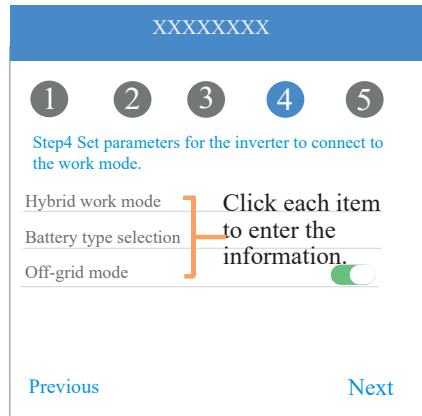 XXXXXXXX
1 2 3 4 5
Step4 Set parameters for the inverter to connect to
the work mode.
Hybrid work mode
Battery type selection
Off-grid mode
Click each item
to enter the
information.
Previous Next